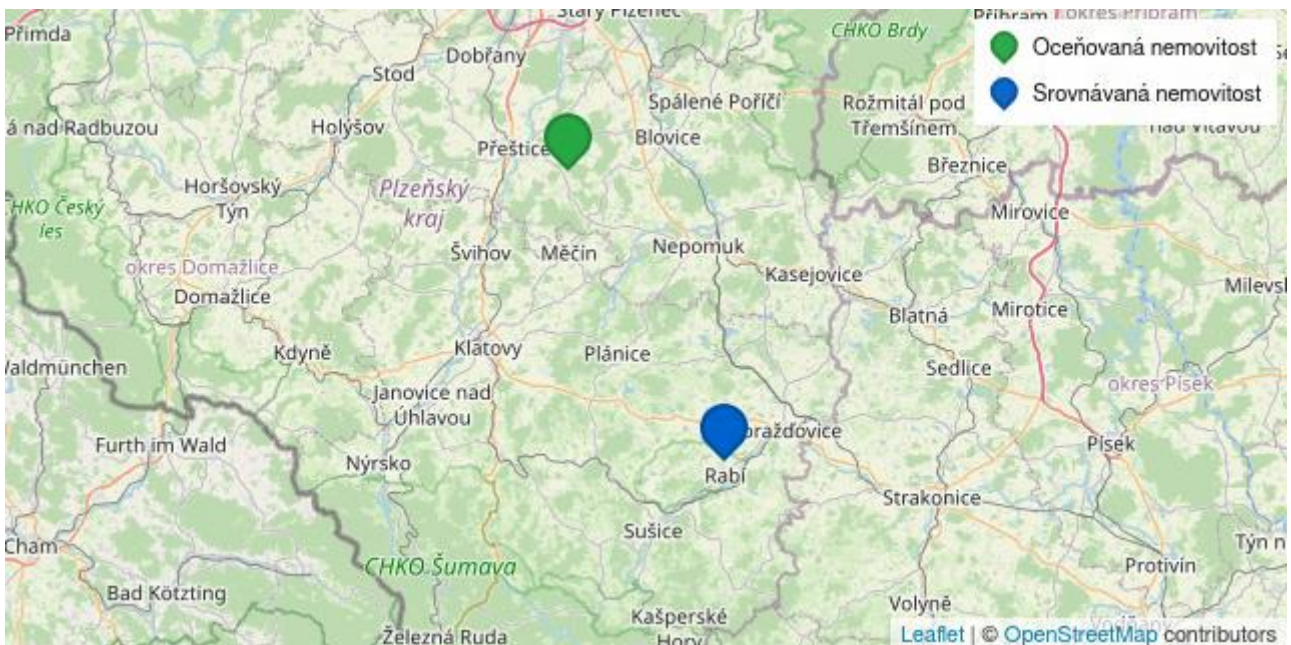 Starý Plzenec
Příbram
okres Příbram
Přimda
CHKO Brdy
Oceňovaná nemovitost
Dobřany
Stod
Srovnávaná nemovitost
Spálené Poříčí
Rožmitál pod
Třemšínem
á nad Radbuzou
Holýšov
Blovice
nad Vltavou
Přeštice
Březnice
Horšovský
Týn
Plzeňský
kraj
CHKO Český
les
Mirovice
Švihov
Měčín
Nepomuk
Kasejovice
okres Domažlice
Domažlice
Milevs
Blatná
Mirotice
Kdyně
Klatovy
Plánice
Sedlice
Waldmünchen
okres Písek
Janovice nad
Úhlavou
oražďovice
Furth im Wald
Písek
Nýrsko
Rabí
Strakonice
Sušice
Cham
Týn n
CHKO Šumava
Protivín
Bad Kötzting
Volyně
Kašperské
Hory
Železná Ruda
Vodňany
Leaflet | © OpenStreetMap contributors